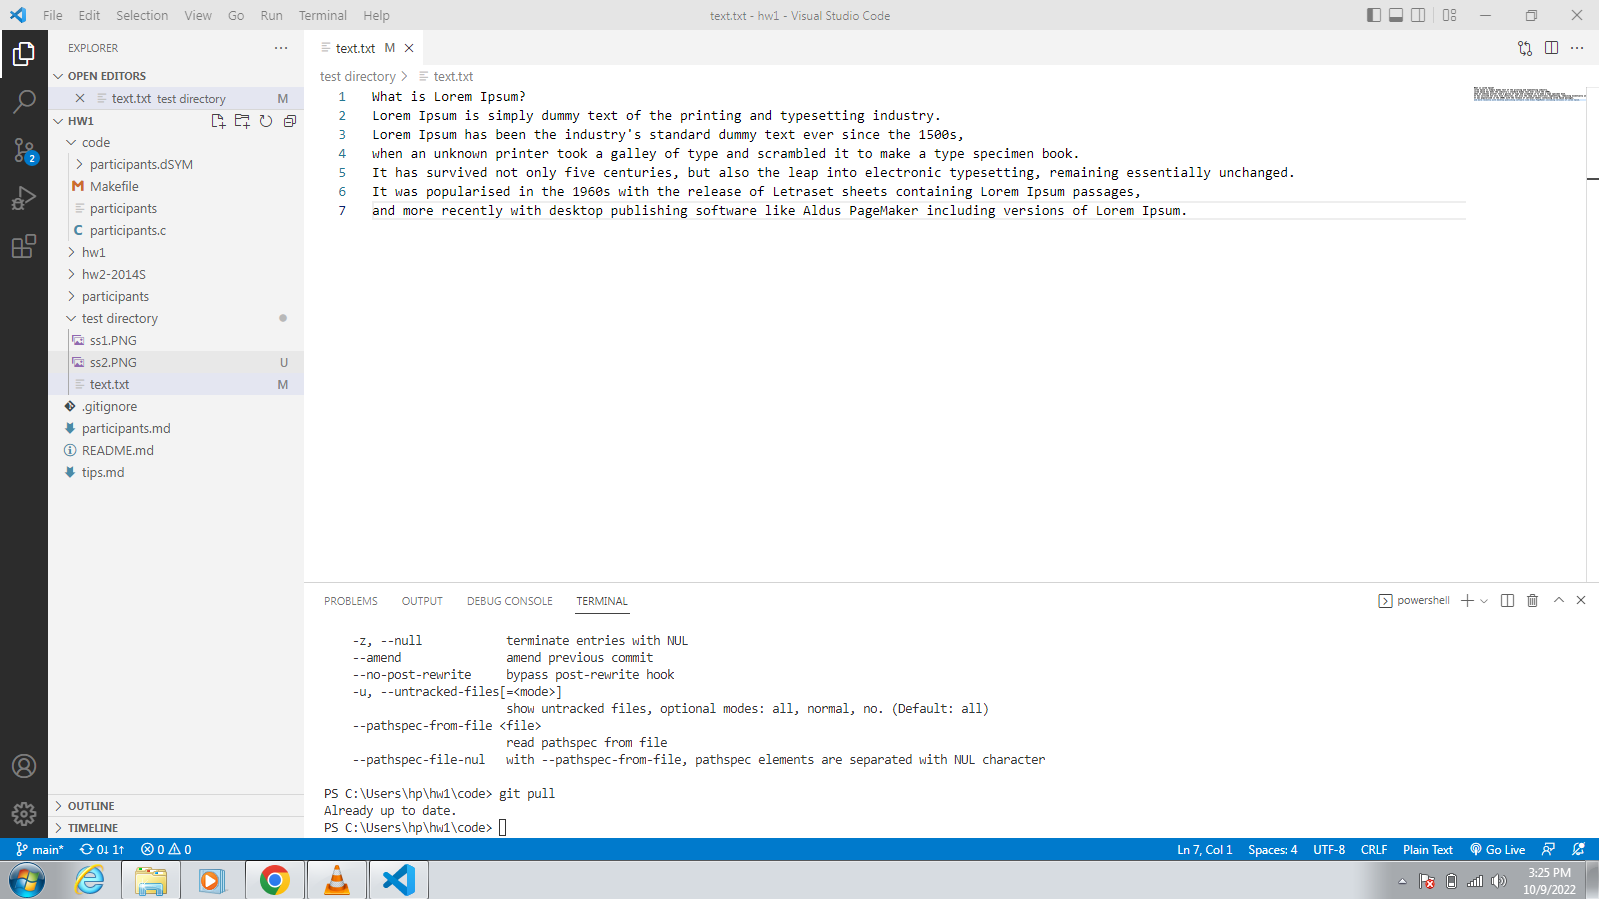 File Edit Selection View Go Run Terminal Help
text.txt - hw1 - Visual Studio Code
EXPLORER
OPEN EDITORS
text.txt test directory M
HW1
code
participants.dSYM
Makefile
participants
participants.c
hw1
hw2-2014S
participants
test directory
ss1.PNG
ss2.PNG U
text.txt M
.gitignore
participants.md
README.md
tips.md
OUTLINE
TIMELINE
text.txt M
test directory text.txt
1 What is Lorem Ipsum?
2 Lorem Ipsum is simply dummy text of the printing and typesetting industry.
3 Lorem Ipsum has been the industry's standard dummy text ever since the 1500s,
4 when an unknown printer took a galley of type and scrambled it to make a type specimen book.
5 It has survived not only five centuries, but also the leap into electronic typesetting, remaining essentially unchanged.
6 It was popularised in the 1960s with the release of Letraset sheets containing Lorem Ipsum passages,
7 and more recently with desktop publishing software like Aldus PageMaker including versions of Lorem Ipsum.
PROBLEMS OUTPUT DEBUG CONSOLE TERMINAL
powershell
-z, --null terminate entries with NUL
--amend amend previous commit
--no-post-rewrite bypass post-rewrite hook
-u, --untracked-files[=<mode>]
show untracked files, optional modes: all, normal, no. (Default: all)
--pathspec-from-file <file>
read pathspec from file
--pathspec-file-nul with --pathspec-from-file, pathspec elements are separated with NUL character
PS C:\Users\hp\hw1\code> git pull
Already up to date.
PS C:\Users\hp\hw1\code>
2
main* 0↓ 1↑ 0 0
Ln 7, Col 1 Spaces: 4 UTF-8 CRLF Plain Text Go Live
3:25 PM
10/9/2022